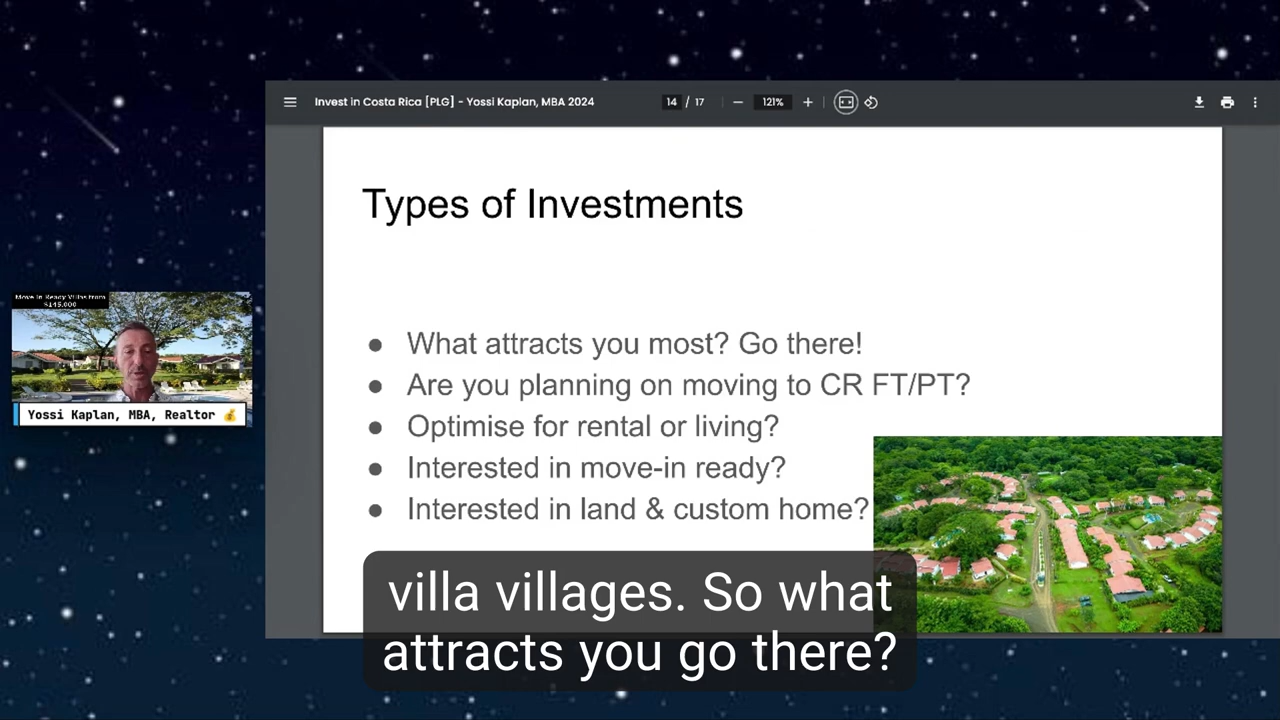 Invest in Costa Rica [PLG] - Yossi Kaplan, MBA 2024
14 / 17
121%
Types of Investments
● What attracts you most? Go there!
● Are you planning on moving to CR FT/PT?
● Optimise for rental or living?
● Interested in move-in ready?
● Interested in land & custom home?
Move In Ready Villas from
$145,000
Yossi Kaplan, MBA, Realtor 💰
villa villages. So what
attracts you go there?